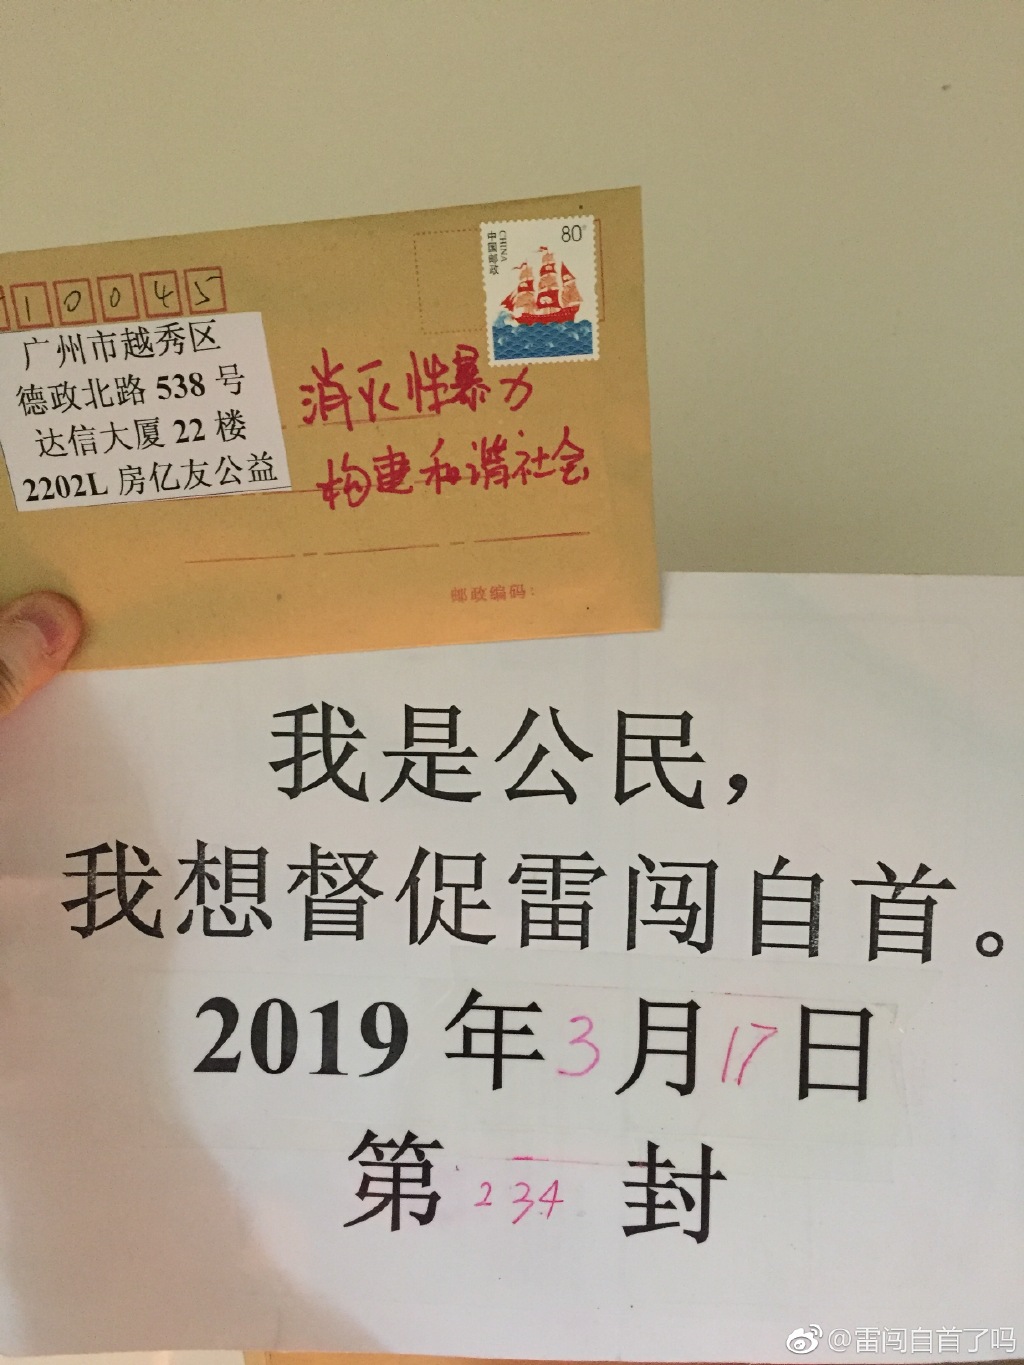 10045
中国邮政
CHINA
80分
广州市越秀区
德政北路 538 号
达信大厦 22 楼
2202L 房亿友公益
消灭性暴力
构建和谐社会
邮政编码：
我是公民，
我想督促雷闯自首。
2019 年 3 月 17 日
第 234 封
@雷闯自首了吗